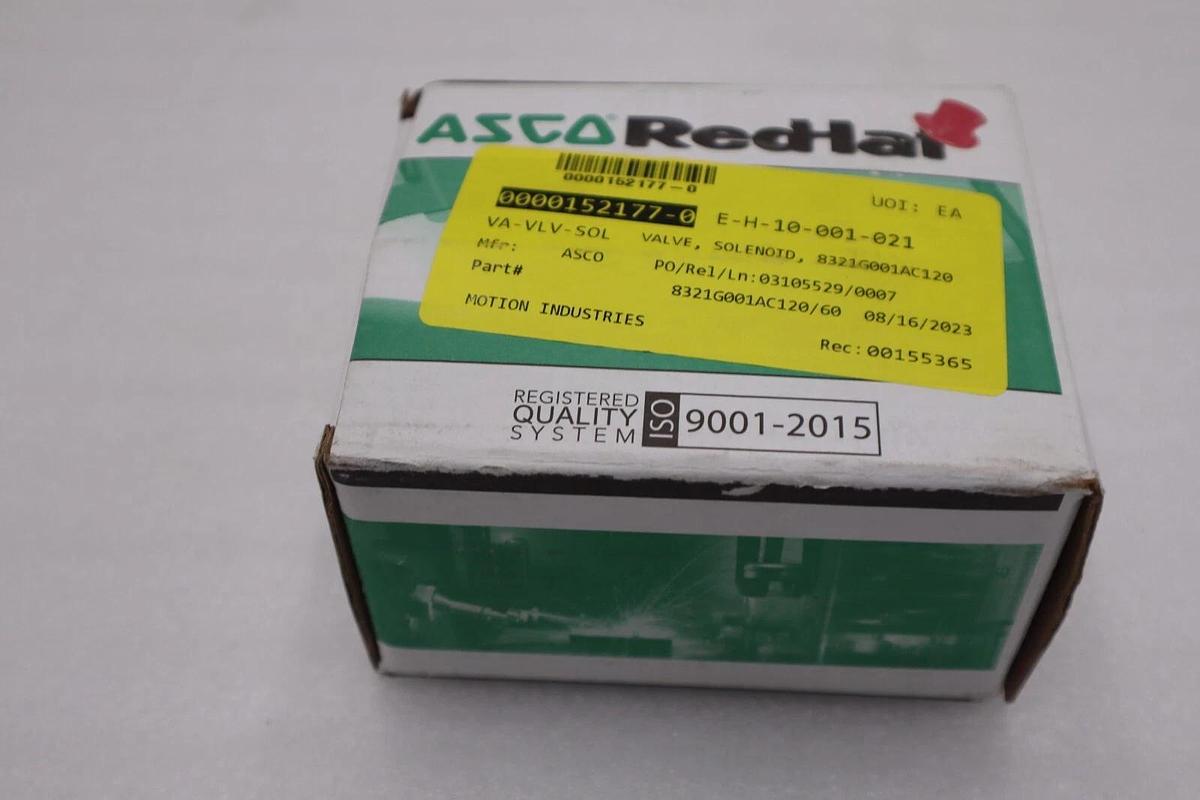 ASCO RedHat
0000152177-0
UOI: EA
0000152177-0 E-H-10-001-021
VA-VLV-SOL VALVE, SOLENOID, 8321G001AC120
Mfr: ASCO PO/Rel/Ln:03105529/0007
Part# 8321G001AC120/60 08/16/2023
MOTION INDUSTRIES Rec:00155365
REGISTERED
QUALITY
SYSTEM
ISO 9001-2015